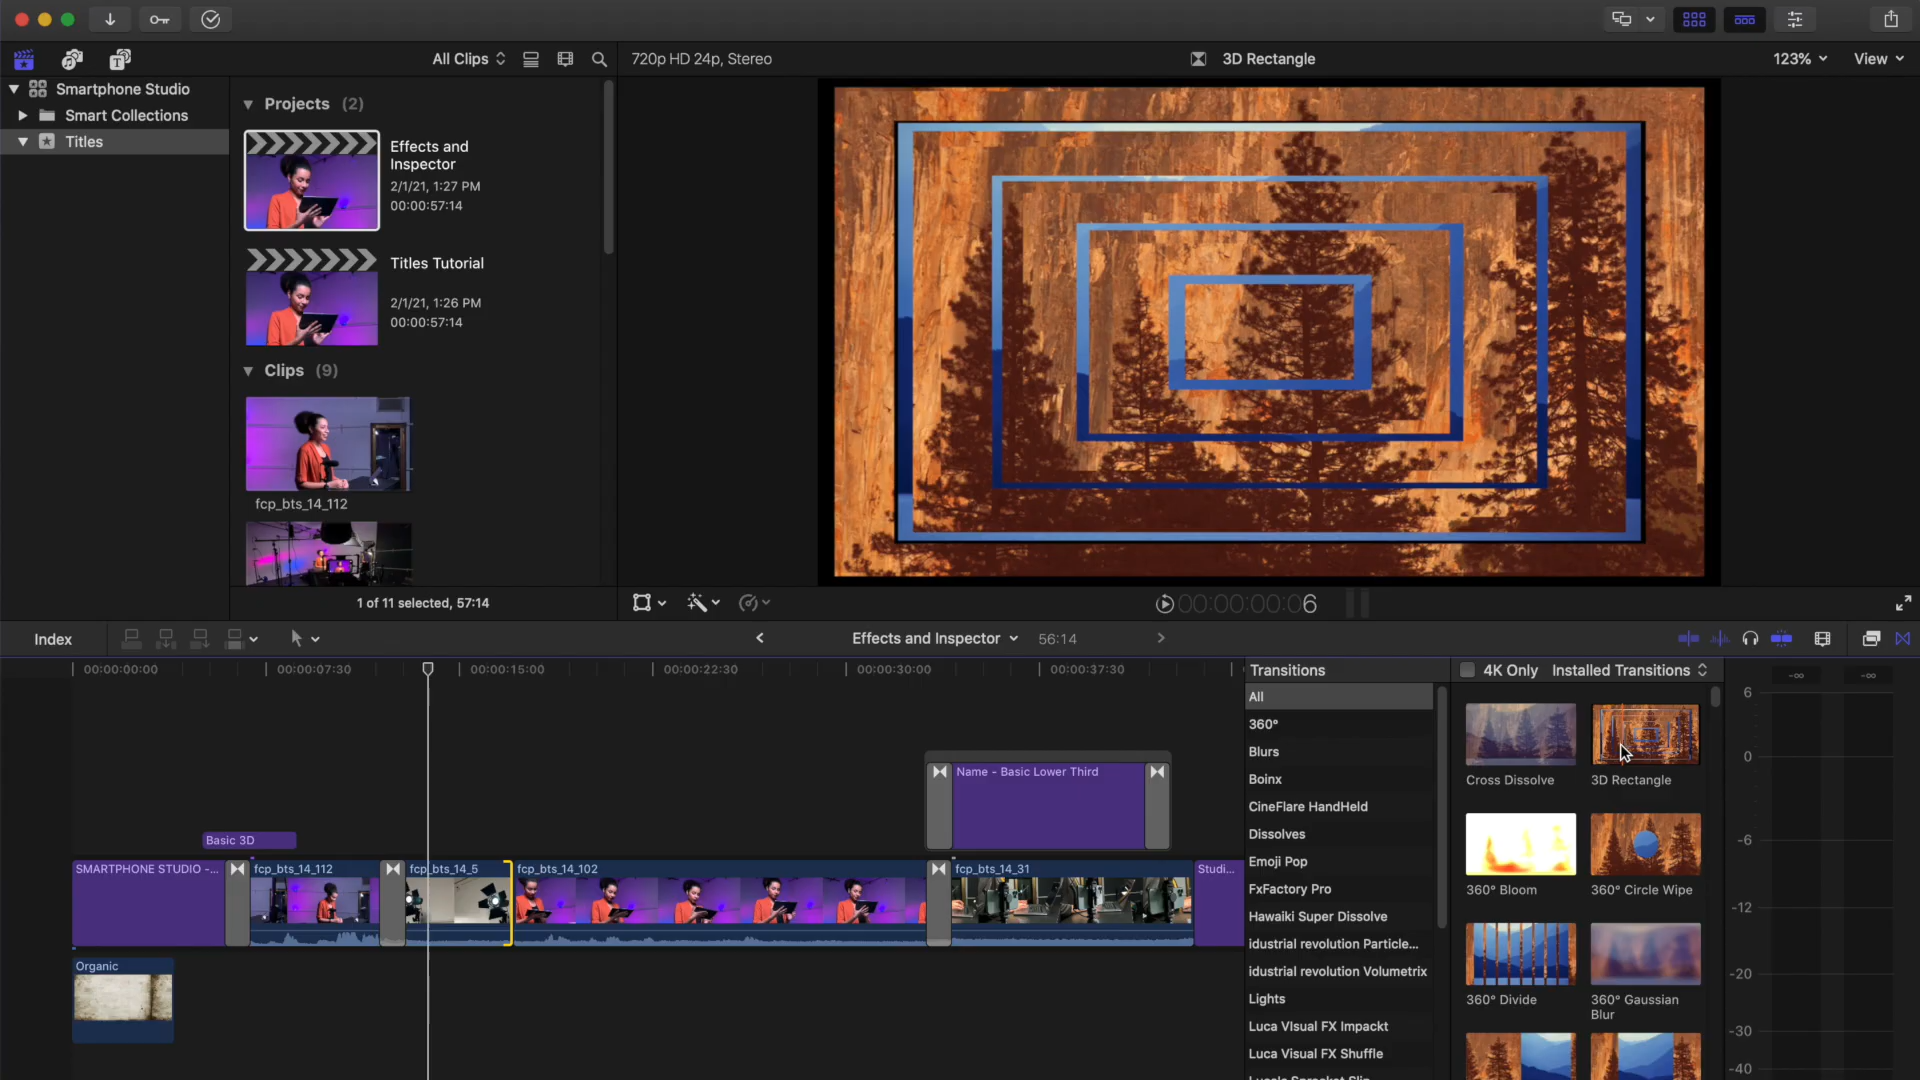 All Clips
720p HD 24p, Stereo
3D Rectangle
123%
View
Smartphone Studio
Smart Collections
Titles
Projects (2)
Effects and
Inspector
2/1/21, 1:27 PM
00:00:57:14
Titles Tutorial
2/1/21, 1:26 PM
00:00:57:14
Clips (9)
fcp_bts_14_112
1 of 11 selected, 57:14
00:00:00:06
Index
Effects and Inspector
56:14
00:00:00:00
00:00:07:30
00:00:15:00
00:00:22:30
00:00:30:00
00:00:37:30
Name - Basic Lower Third
Basic 3D
SMARTPHONE STUDIO -...
fcp_bts_14_112
fcp_bts_14_5
fcp_bts_14_102
fcp_bts_14_31
Studi...
Organic
Transitions
All
360°
Blurs
Boinx
CineFlare HandHeld
Dissolves
Emoji Pop
FxFactory Pro
Hawaiki Super Dissolve
idustrial revolution Particle...
idustrial revolution Volumetrix
Lights
Luca VIsual FX Impackt
Luca Visual FX Shuffle
4K Only
Installed Transitions
Cross Dissolve
3D Rectangle
360° Bloom
360° Circle Wipe
360° Divide
360° Gaussian
Blur
-∞
-∞
6
0
-6
-12
-20
-30
-40